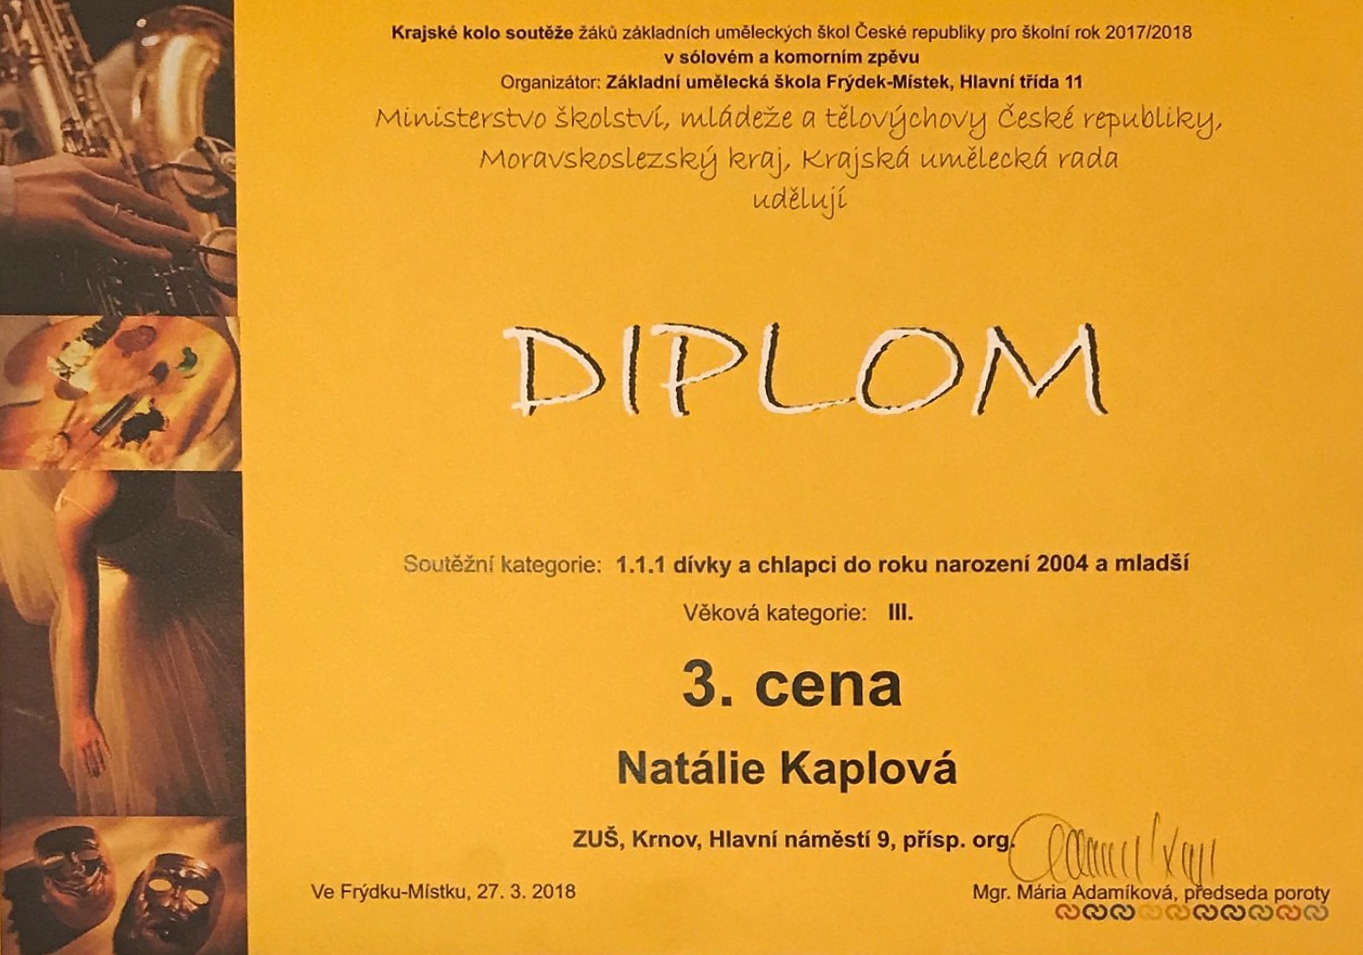 Krajské kolo soutěže žáků základních uměleckých škol České republiky pro školní rok 2017/2018
v sólovém a komorním zpěvu
Organizátor: Základní umělecká škola Frýdek-Místek, Hlavní třída 11
Ministerstvo školství, mládeže a tělovýchovy České republiky,
Moravskoslezský kraj, Krajská umělecká rada
udělují
DIPLOM
Soutěžní kategorie: 1.1.1 dívky a chlapci do roku narození 2004 a mladší
Věková kategorie: III.
3. cena
Natálie Kaplová
ZUŠ, Krnov, Hlavní náměstí 9, přísp. org.
Ve Frýdku-Místku, 27. 3. 2018
Mgr. Mária Adamíková, předseda poroty